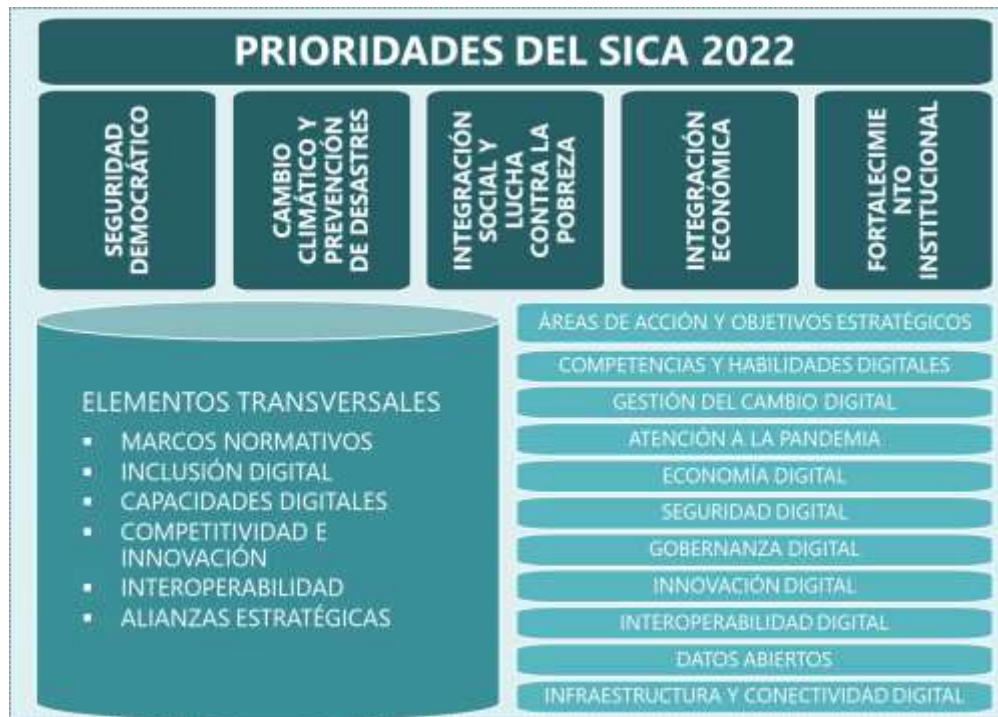 PRIORIDADES DEL SICA 2022
SEGURIDAD
DEMOCRÁTICO
CAMBIO
CLIMÁTICO Y
PREVENCIÓN
DE DESASTRES
INTEGRACIÓN
SOCIAL Y
LUCHA
CONTRA LA
POBREZA
INTEGRACIÓN
ECONÓMICA
FORTALECIMIE
NTO
INSTITUCIONAL
ELEMENTOS TRANSVERSALES
▪ MARCOS NORMATIVOS
▪ INCLUSIÓN DIGITAL
▪ CAPACIDADES DIGITALES
▪ COMPETITIVIDAD E
INNOVACIÓN
▪ INTEROPERABILIDAD
▪ ALIANZAS ESTRATÉGICAS
ÁREAS DE ACCIÓN Y OBJETIVOS ESTRATÉGICOS
COMPETENCIAS Y HABILIDADES DIGITALES
GESTIÓN DEL CAMBIO DIGITAL
ATENCIÓN A LA PANDEMIA
ECONOMÍA DIGITAL
SEGURIDAD DIGITAL
GOBERNANZA DIGITAL
INNOVACIÓN DIGITAL
INTEROPERABILIDAD DIGITAL
DATOS ABIERTOS
INFRAESTRUCTURA Y CONECTIVIDAD DIGITAL